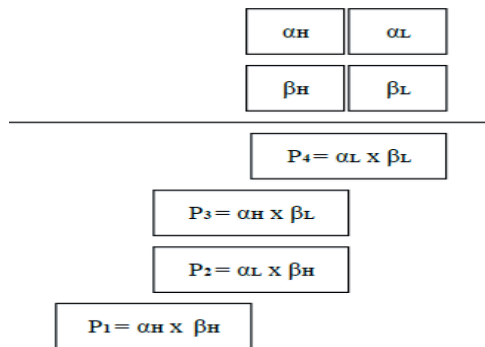 αH αL
βH βL
P4 = αL x βL
P3 = αH x βL
P2 = αL x βH
P1 = αH x βH